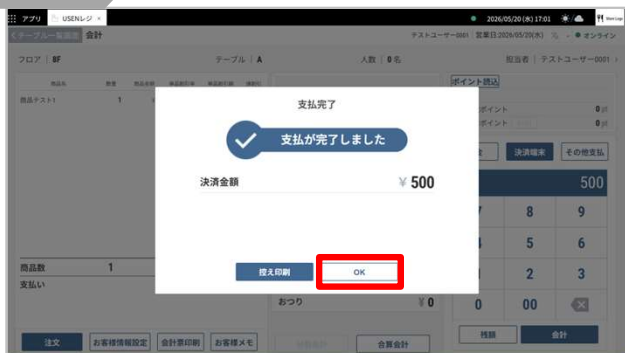 アプリ USENレジ ×
2026/05/20(水) 17:01
テーブル一覧画面 会計
テストユーザー0001 営業日:2026/05/20(水) オンライン
フロア 8F テーブル A 人数 0 名 担当者 テストユーザー0001
商品名 数量
ポイント読込
商品テスト1 1
支払完了
ポイント 0 pt
支払が完了しました
ポイント 0 pt
決済端末 その他支払
決済金額 ¥ 500
500
7 8 9
5 6
控え印刷 OK
商品数 1
2 3
支払い
おつり ¥ 0
0 00
注文 お客様情報設定 会計票印刷 お客様メモ 合算会計 残額 会計